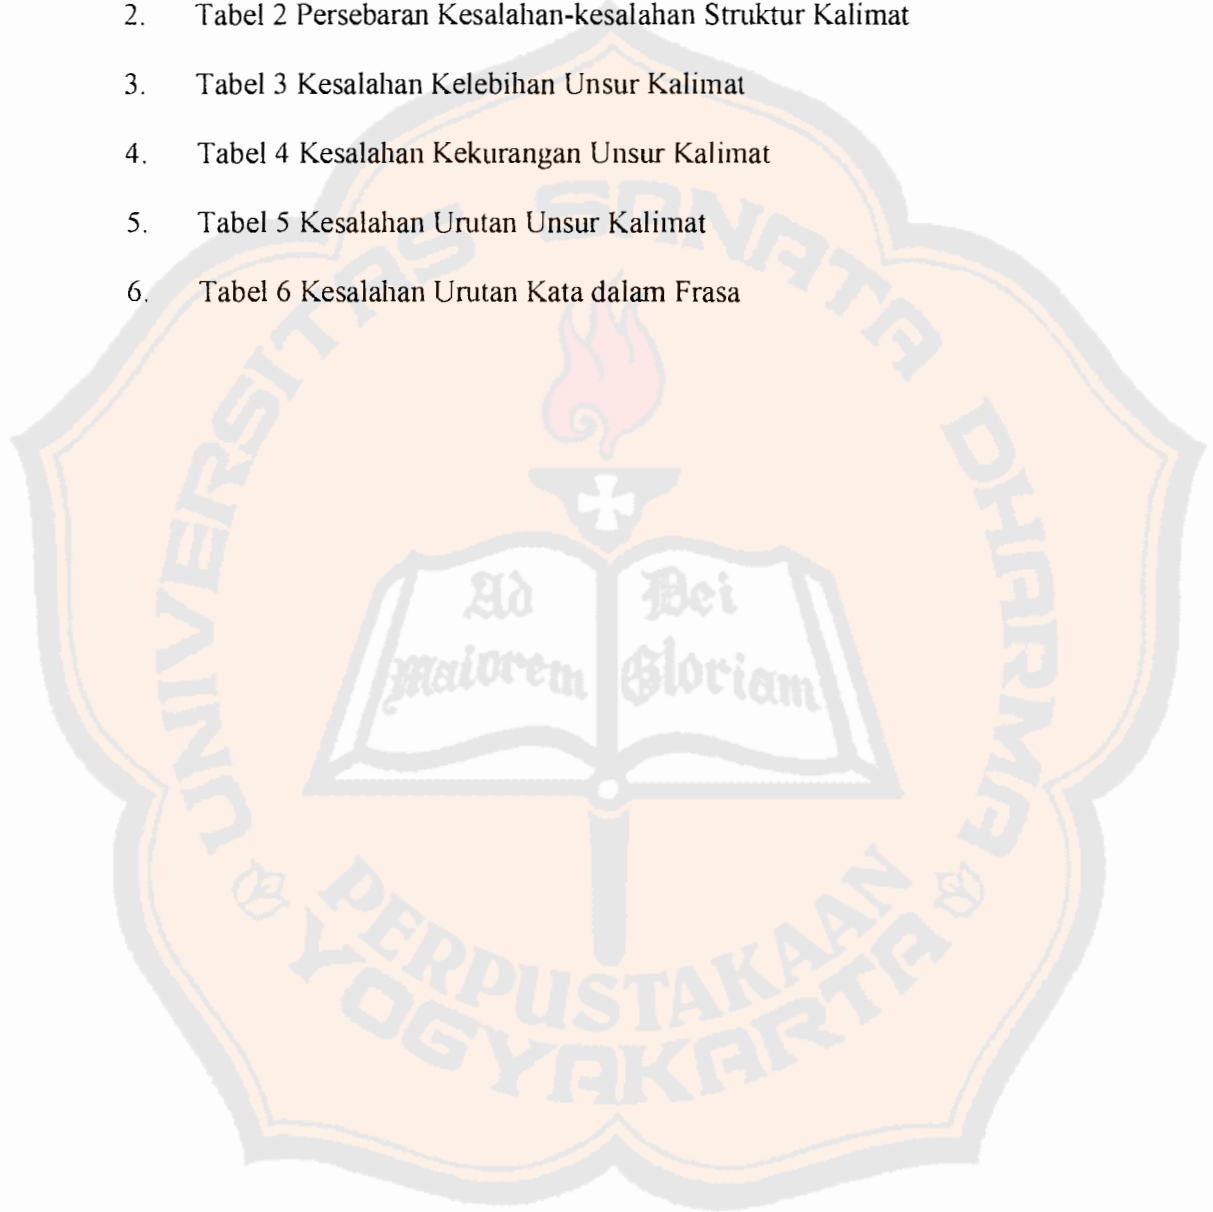 2. Tabel 2 Persebaran Kesalahan-kesalahan Struktur Kalimat
3. Tabel 3 Kesalahan Kelebihan Unsur Kalimat
4. Tabel 4 Kesalahan Kekurangan Unsur Kalimat
5. Tabel 5 Kesalahan Urutan Unsur Kalimat
6. Tabel 6 Kesalahan Urutan Kata dalam Frasa
UNIVERSITAS SANATA DHARMA
Ad Dei
Maiorem Gloriam
PERPUSTAKAAN
YOGYAKARTA